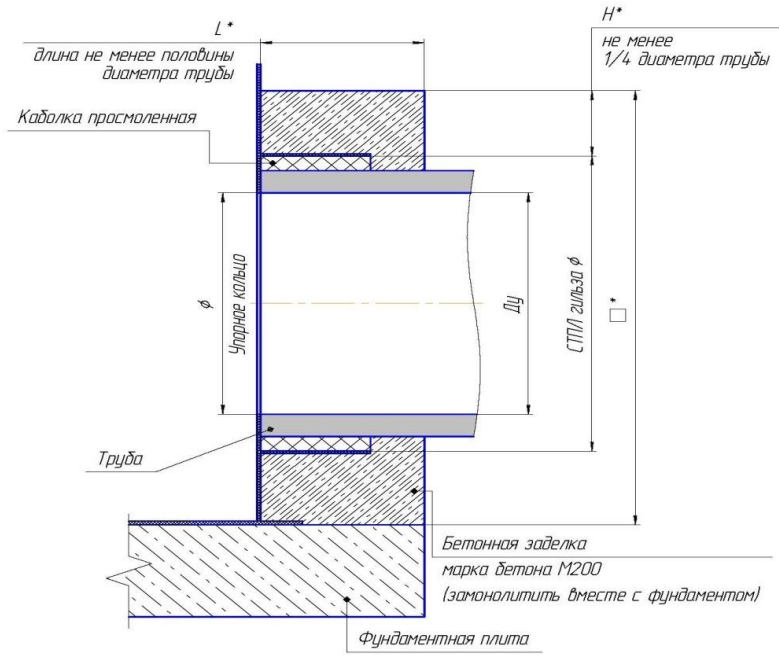 L*
длина не менее половины
диаметра трубы
H*
не менее
1/4 диаметра трубы
Каболка просмоленная
ϕ
Упорное кольцо
Ду
СТПЛ гильза ϕ
□*
Труба
Бетонная заделка
марка бетона М200
(замонолитить вместе с фундаментом)
Фундаментная плита